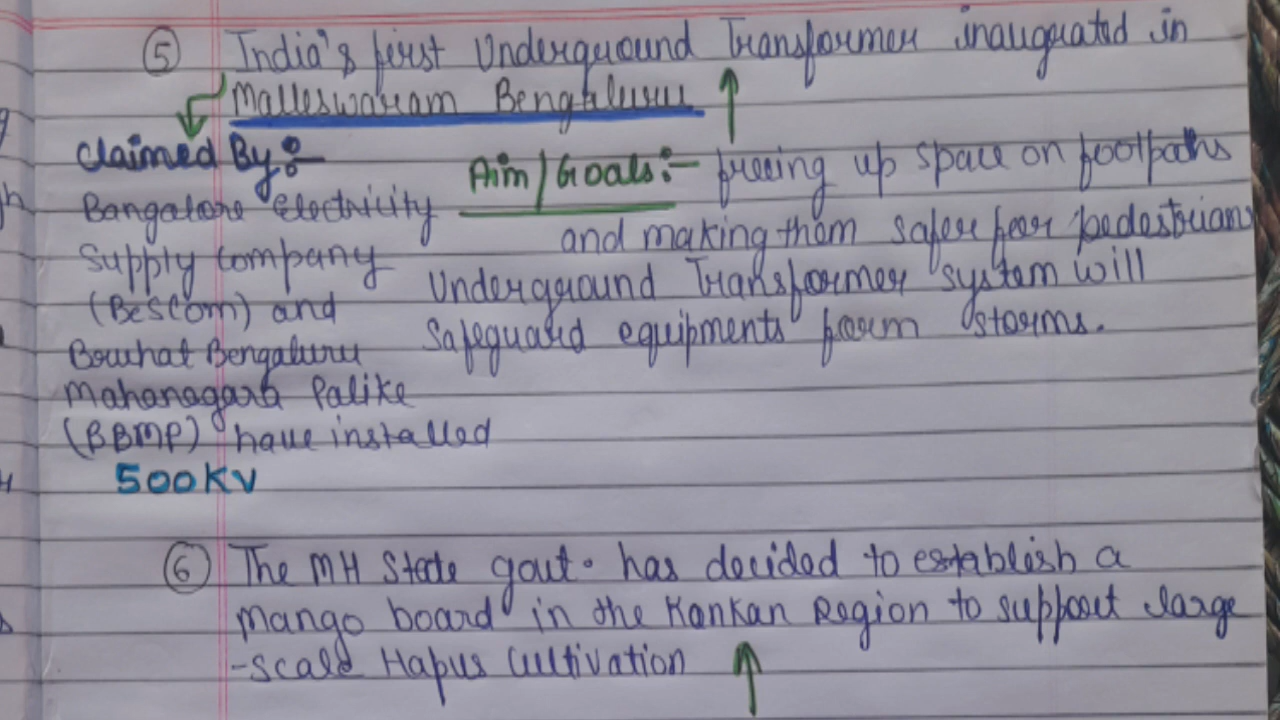 ⑤ India's first Underground Transformer inaugrated in
Malleswaram Bengaluru
Claimed By:-
Bangalore Electricity
Supply Company
(BesCom) and
Bruhat Bengaluru
Mahanagara Palike
(BBMP) have installed
500KV
Aim/Goals:- freeing up space on footpaths
and making them safer for pedestrians
Underground Transformer system will
Safeguard equipments form storms.
⑥ The MH State govt. has decided to establish a
mango board in the Konkan Region to support large
-scale Hapus Cultivation